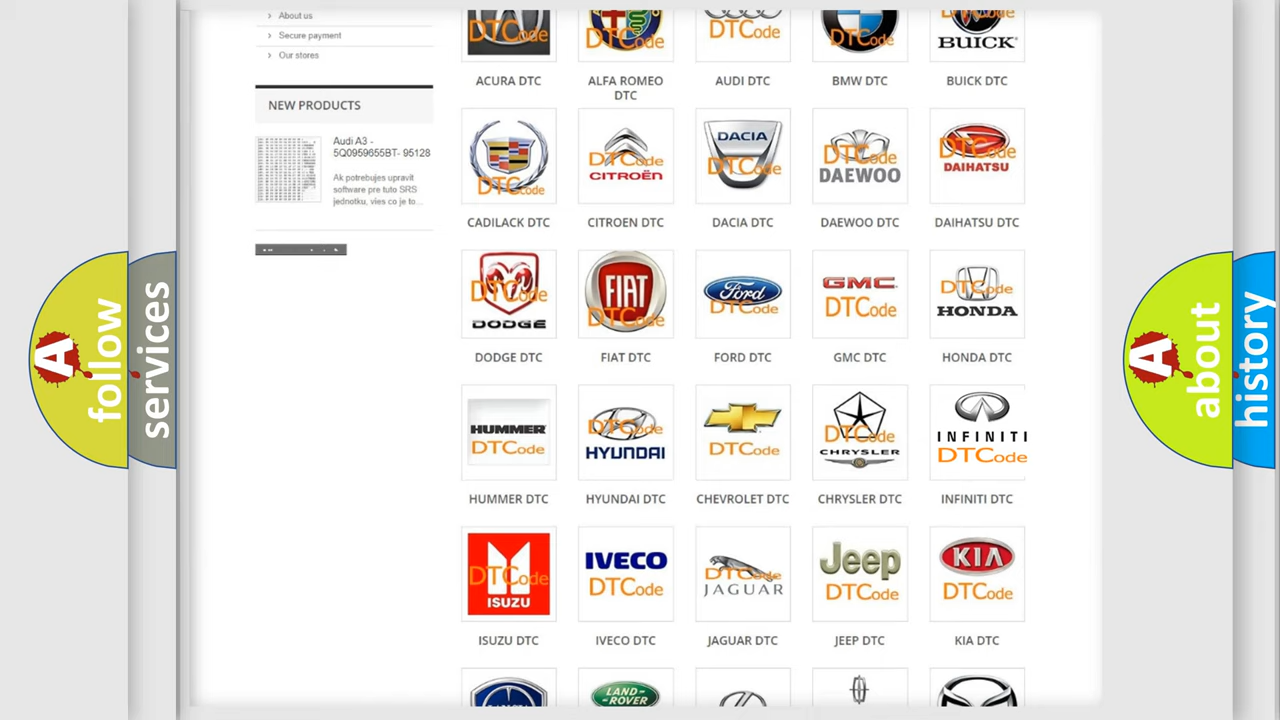 About us
Secure payment
Our stores
NEW PRODUCTS
Audi A3 -
5Q0959655BT- 95128
Ak potrebujes upravit
software pre tuto SRS
jednotku, vies co je to...
DTCode
DTCode
DTCode
DTCode
DTCode
BUICK
ACURA DTC
ALFA ROMEO
DTC
AUDI DTC
BMW DTC
BUICK DTC
DTCode
DTCode
CITROËN
DACIA
DTCode
DTCode
DAEWOO
DTCode
DAIHATSU
CADILACK DTC
CITROEN DTC
DACIA DTC
DAEWOO DTC
DAIHATSU DTC
DTCode
DODGE
FIAT
DTCode
Ford
DTCode
GMC
DTCode
DTCode
HONDA
DODGE DTC
FIAT DTC
FORD DTC
GMC DTC
HONDA DTC
HUMMER
DTCode
DTCode
HYUNDAI
DTCode
DTCode
CHRYSLER
INFINITI
DTCode
HUMMER DTC
HYUNDAI DTC
CHEVROLET DTC
CHRYSLER DTC
INFINITI DTC
DTCode
ISUZU
IVECO
DTCode
DTCode
JAGUAR
Jeep
DTCode
KIA
DTCode
ISUZU DTC
IVECO DTC
JAGUAR DTC
JEEP DTC
KIA DTC
LAND-
ROVER
A follow
services
A about
history